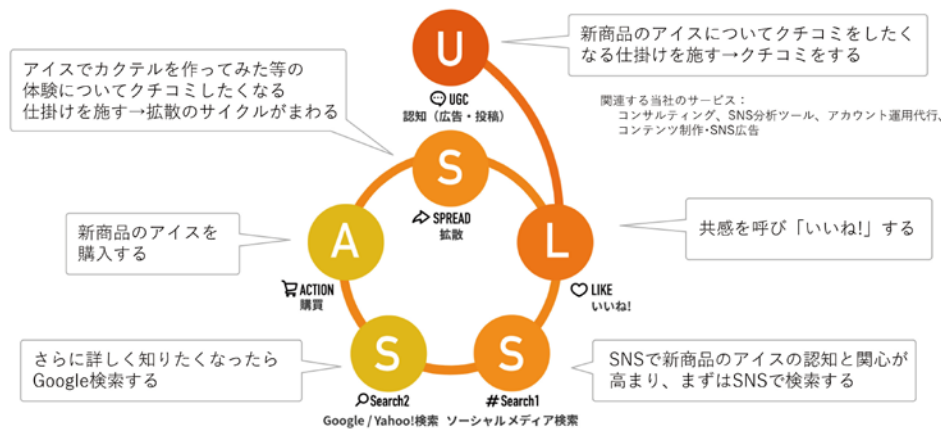 U
UGC
認知（広告・投稿）
新商品のアイスについてクチコミをしたく
なる仕掛けを施す→クチコミをする
関連する当社のサービス：
コンサルティング、SNS分析ツール、アカウント運用代行、
コンテンツ制作・SNS広告
L
LIKE
いいね!
共感を呼び「いいね!」する
S
#Search1
ソーシャルメディア検索
SNSで新商品のアイスの認知と関心が
高まり、まずはSNSで検索する
S
Search2
Google / Yahoo!検索
さらに詳しく知りたくなったら
Google検索する
A
ACTION
購買
新商品のアイスを
購入する
S
SPREAD
拡散
アイスでカクテルを作ってみた等の
体験についてクチコミしたくなる
仕掛けを施す→拡散のサイクルがまわる